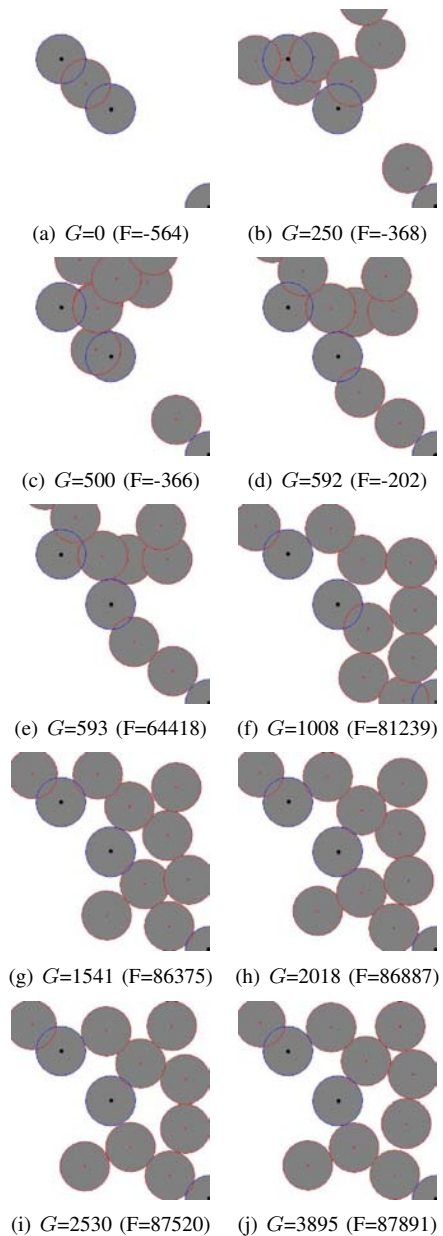 (a) G=0 (F=-564)
(b) G=250 (F=-368)
(c) G=500 (F=-366)
(d) G=592 (F=-202)
(e) G=593 (F=64418)
(f) G=1008 (F=81239)
(g) G=1541 (F=86375)
(h) G=2018 (F=86887)
(i) G=2530 (F=87520)
(j) G=3895 (F=87891)